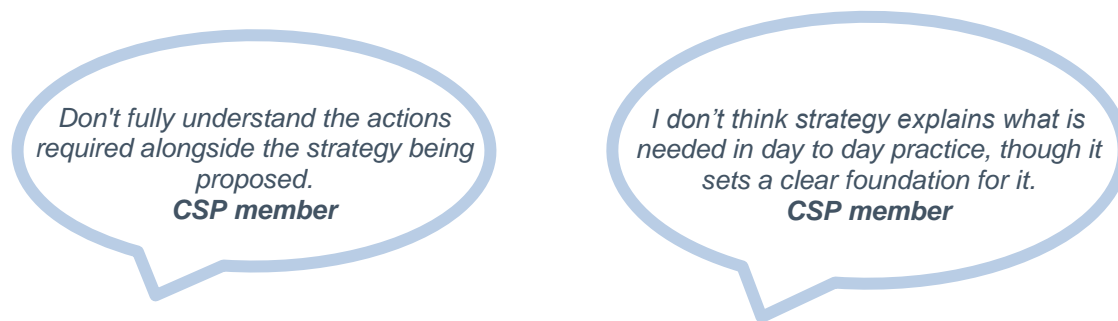 Don't fully understand the actions
required alongside the strategy being
proposed.
CSP member
I don’t think strategy explains what is
needed in day to day practice, though it
sets a clear foundation for it.
CSP member